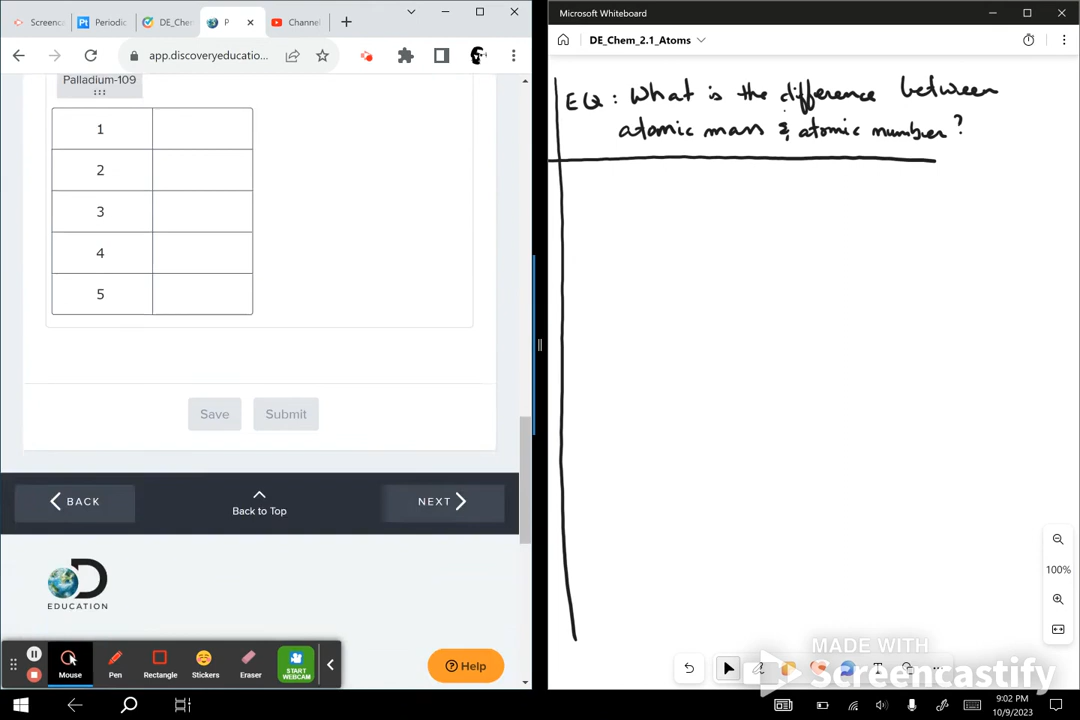 Screenca
Periodic
DE_Chem
P
Channel
app.discoveryeducatio...
Palladium-109
1
2
3
4
5
Save
Submit
BACK
Back to Top
NEXT
EDUCATION
Mouse
Pen
Rectangle
Stickers
Eraser
START
WEBCAM
Help
Microsoft Whiteboard
DE_Chem_2.1_Atoms
EQ: What is the difference between
atomic mass & atomic number?
100%
MADE WITH
Screencastify
9:02 PM
10/9/2023